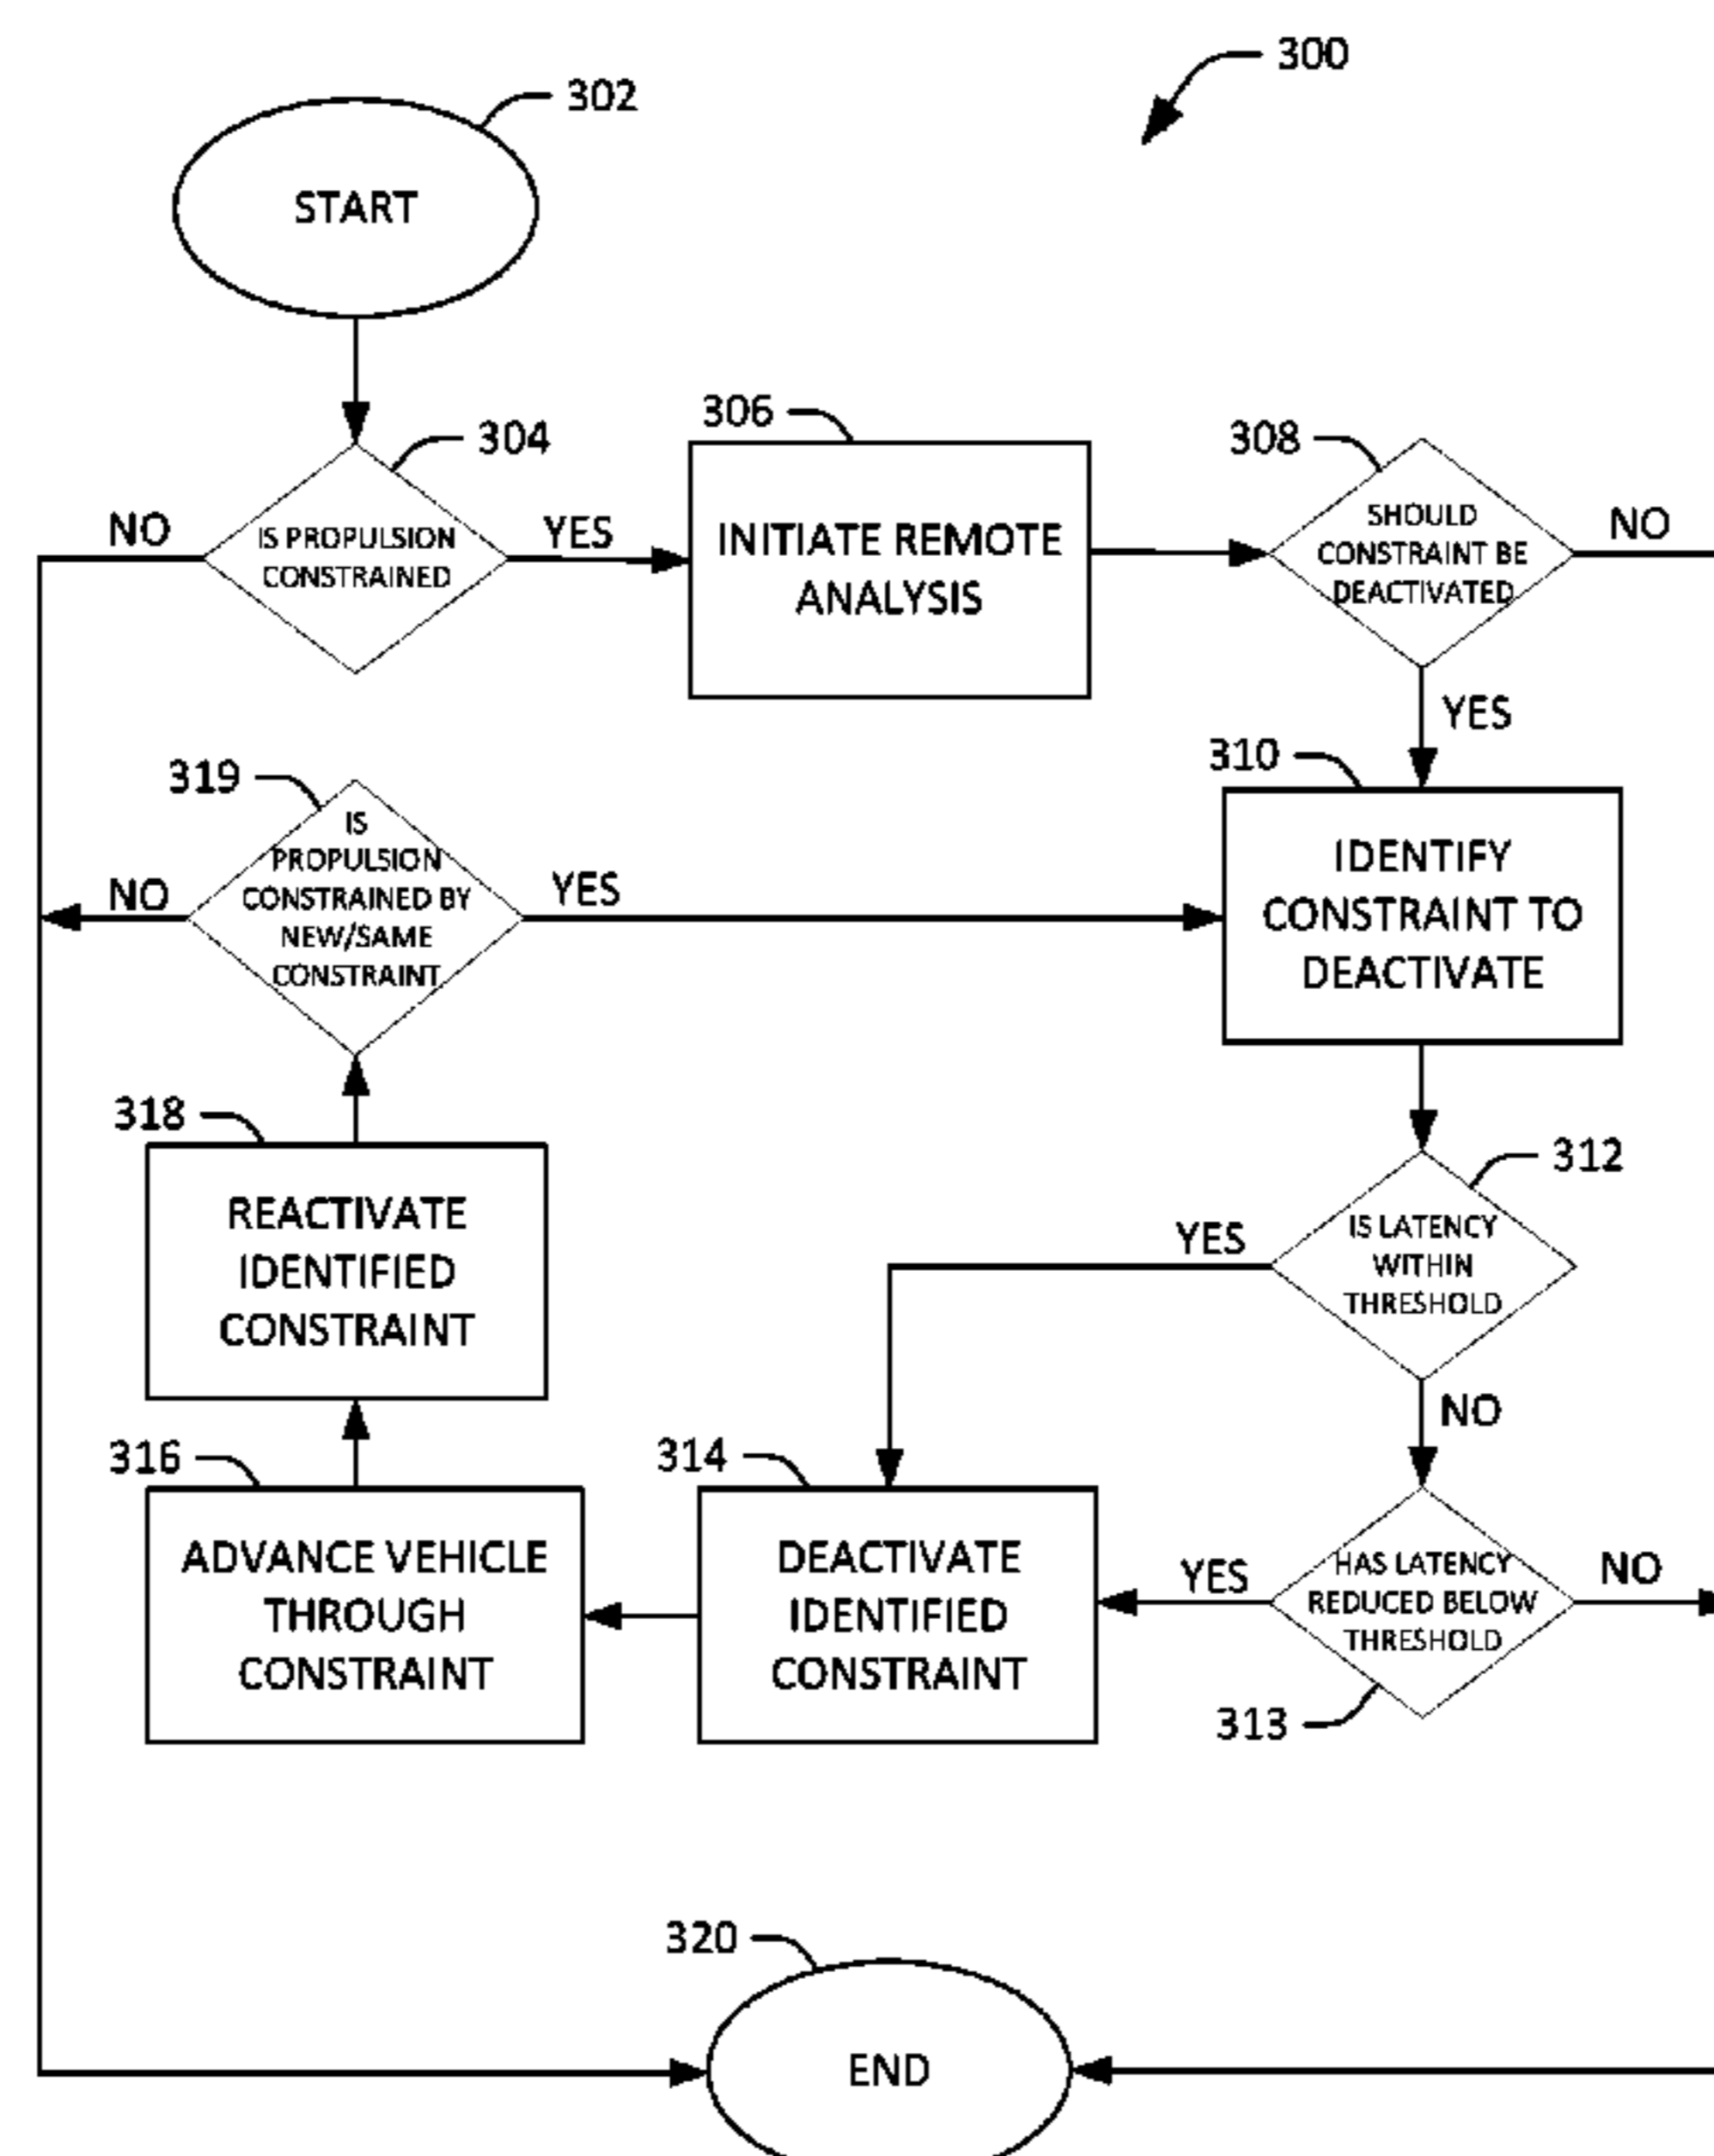 300
302
START
304
NO
IS PROPULSION
CONSTRAINED
YES
306
INITIATE REMOTE
ANALYSIS
308
SHOULD
CONSTRAINT BE
DEACTIVATED
NO
YES
310
IDENTIFY
CONSTRAINT TO
DEACTIVATE
319
IS
PROPULSION
CONSTRAINED BY
NEW/SAME
CONSTRAINT
NO
YES
312
IS LATENCY
WITHIN
THRESHOLD
YES
NO
318
REACTIVATE
IDENTIFIED
CONSTRAINT
316
ADVANCE VEHICLE
THROUGH
CONSTRAINT
314
DEACTIVATE
IDENTIFIED
CONSTRAINT
YES
HAS LATENCY
REDUCED BELOW
THRESHOLD
NO
313
320
END